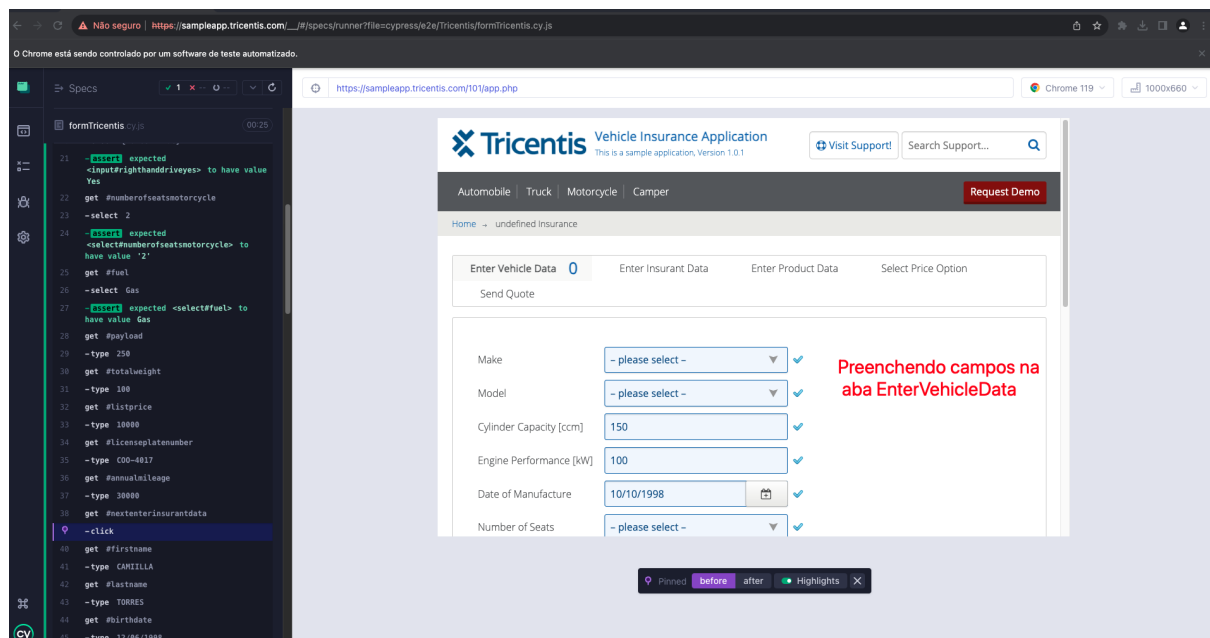 Não seguro | https://sampleapp.tricentis.com/__/#/specs/runner?file=cypress/e2e/Tricentis/formTricentis.cy.js
O Chrome está sendo controlado por um software de teste automatizado.
Specs
1
--
--
https://sampleapp.tricentis.com/101/app.php
Chrome 119
1000x660
formTricentis.cy.js
00:25
21 -assert expected
<input#righthanddriveyes> to have value
Yes
22 get #numberofseatsmotorcycle
23 -select 2
24 -assert expected
<select#numberofseatsmotorcycle> to
have value '2'
25 get #fuel
26 -select Gas
27 -assert expected <select#fuel> to
have value Gas
28 get #payload
29 -type 250
30 get #totalweight
31 -type 100
32 get #listprice
33 -type 10000
34 get #licenseplatenumber
35 -type COO-4017
36 get #annualmileage
37 -type 30000
38 get #nextenterinsurantdata
-click
40 get #firstname
41 -type CAMIILLA
42 get #lastname
43 -type TORRES
44 get #birthdate
45 -type 12/06/1998
cy
Tricentis
Vehicle Insurance Application
This is a sample application, Version 1.0.1
Visit Support!
Search Support...
Automobile | Truck | Motorcycle | Camper
Request Demo
Home → undefined Insurance
Enter Vehicle Data 0 Enter Insurant Data Enter Product Data Select Price Option
Send Quote
Make – please select –
Model – please select –
Cylinder Capacity [ccm] 150
Engine Performance [kW] 100
Date of Manufacture 10/10/1998
Number of Seats – please select –
Preenchendo campos na
aba EnterVehicleData
Pinned before after Highlights